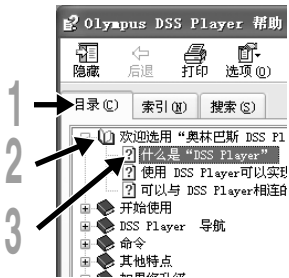 Olympus DSS Player 帮助
隐藏 后退 打印 选项(O)
1 目录(C) 索引(N) 搜索(S)
2 欢迎选用“奥林巴斯 DSS Pl
3 什么是“DSS Player”
使用 DSS Player可以实现
可以与 DSS Player相连的
开始使用
DSS Player 导航
命令
其他特点